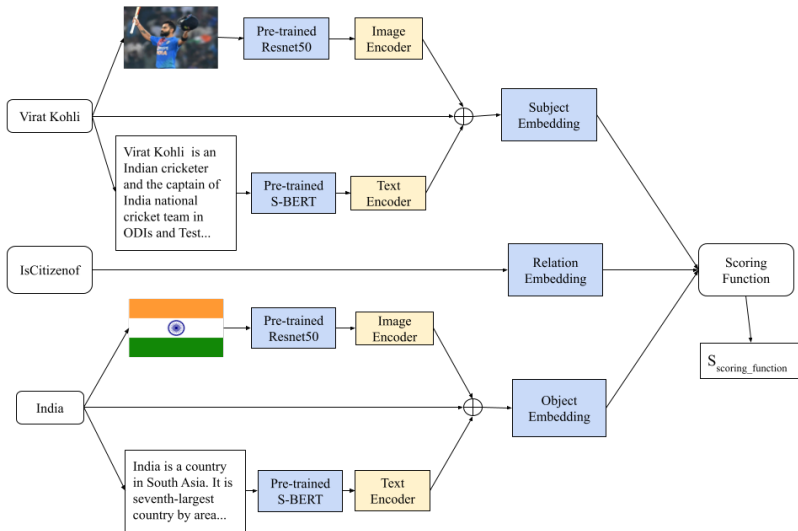 Pre-trained
Resnet50
Image
Encoder
Virat Kohli
Subject
Embedding
Virat Kohli is an
Indian cricketer
and the captain of
India national
cricket team in
ODIs and Test...
Pre-trained
S-BERT
Text
Encoder
IsCitizenof
Relation
Embedding
Scoring
Function
Pre-trained
Resnet50
Image
Encoder
S_scoring_function
India
Object
Embedding
India is a country
in South Asia. It is
seventh-largest
country by area...
Pre-trained
S-BERT
Text
Encoder